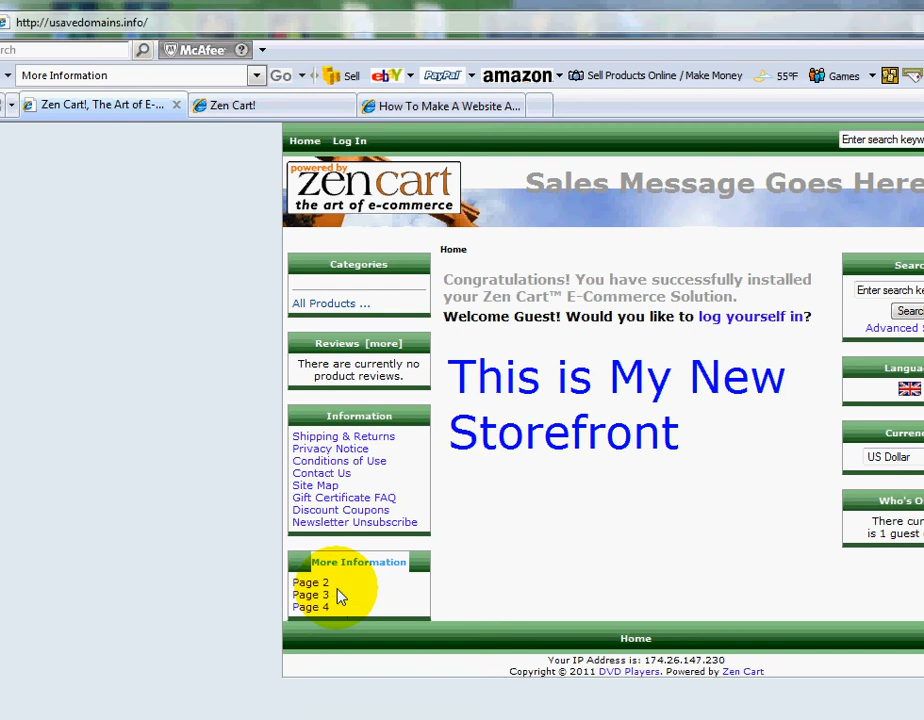 http://usavedomains.info/
rch
McAfee
More Information
Go
Sell
ebY
PayPal
amazon
Sell Products Online / Make Money
55°F
Games
Zen Cart!, The Art of E-...
Zen Cart!
How To Make A Website A...
Home
Log In
Enter search keyw
powered by
zen cart
the art of e-commerce
Sales Message Goes Here
Categories
All Products ...
Reviews [more]
There are currently no
product reviews.
Information
Shipping & Returns
Privacy Notice
Conditions of Use
Contact Us
Site Map
Gift Certificate FAQ
Discount Coupons
Newsletter Unsubscribe
More Information
Page 2
Page 3
Page 4
Home
Congratulations! You have successfully installed
your Zen Cart™ E-Commerce Solution.
Welcome Guest! Would you like to log yourself in?
This is My New
Storefront
Searc
Enter search ke
Searc
Advanced S
Langua
Currenc
US Dollar
Who's O
There curr
is 1 guest o
Home
Your IP Address is: 174.26.147.230
Copyright © 2011 DVD Players. Powered by Zen Cart